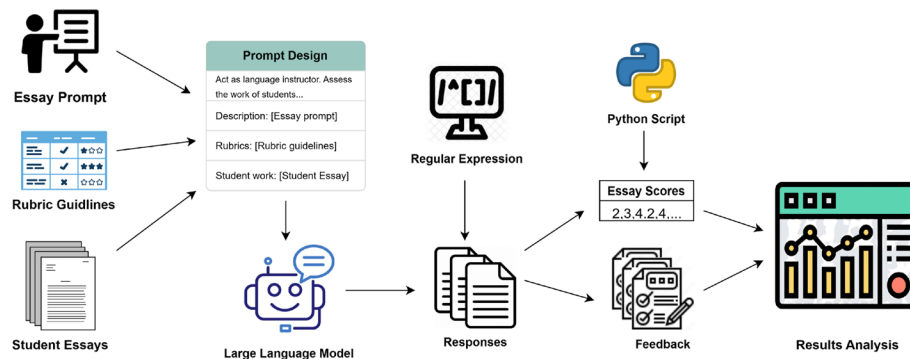 Essay Prompt
Rubric Guidlines
Student Essays
Prompt Design
Act as language instructor. Assess
the work of students...
Description: [Essay prompt]
Rubrics: [Rubric guidelines]
Student work: [Student Essay]
Large Language Model
/^[]/
Regular Expression
Responses
Python Script
Essay Scores
2,3,4.2,4,...
Feedback
Results Analysis